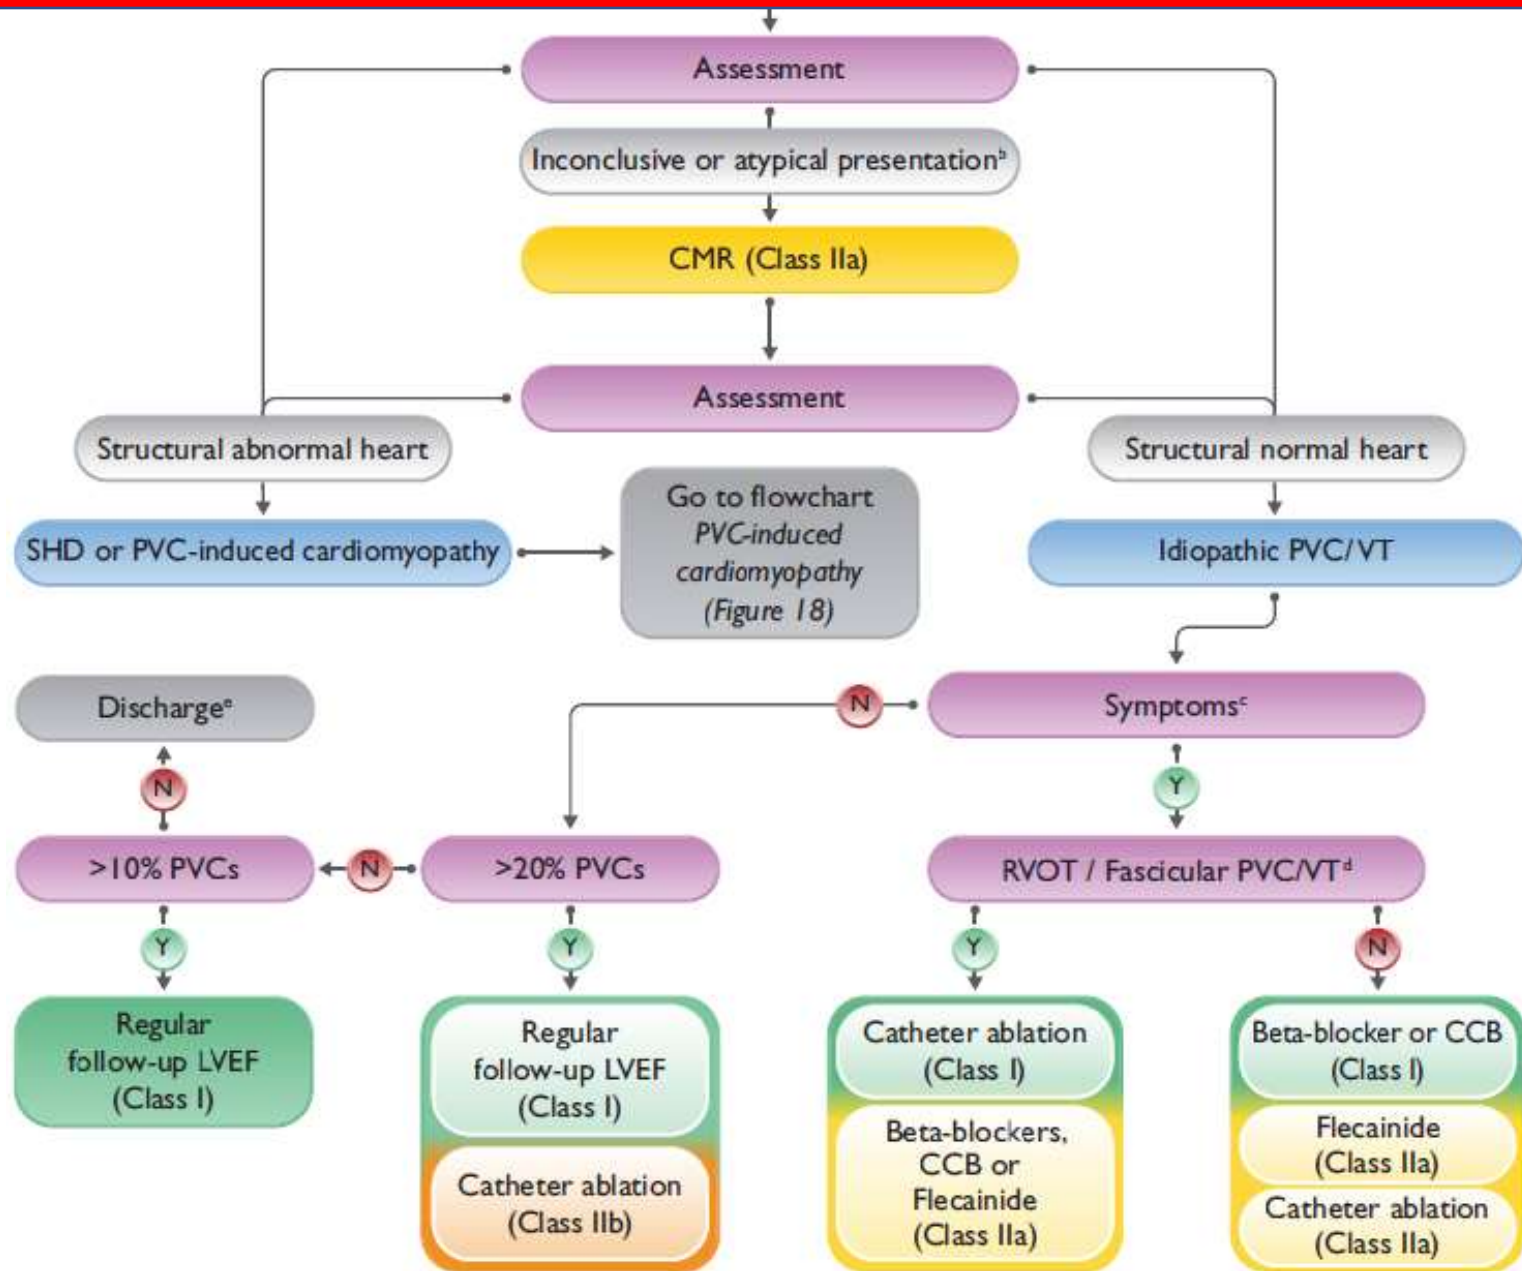 Assessment
Inconclusive or atypical presentationᵇ
CMR (Class IIa)
Assessment
Structural abnormal heart
Structural normal heart
SHD or PVC-induced cardiomyopathy
Go to flowchart
PVC-induced
cardiomyopathy
(Figure 18)
Idiopathic PVC/VT
Dischargeᵉ
N
Symptomsᶜ
N
Y
>10% PVCs
N
>20% PVCs
RVOT / Fascicular PVC/VTᵈ
Y
Y
Y
N
Regular
follow-up LVEF
(Class I)
Regular
follow-up LVEF
(Class I)
Catheter ablation
(Class IIb)
Catheter ablation
(Class I)
Beta-blockers,
CCB or
Flecainide
(Class IIa)
Beta-blocker or CCB
(Class I)
Flecainide
(Class IIa)
Catheter ablation
(Class IIa)